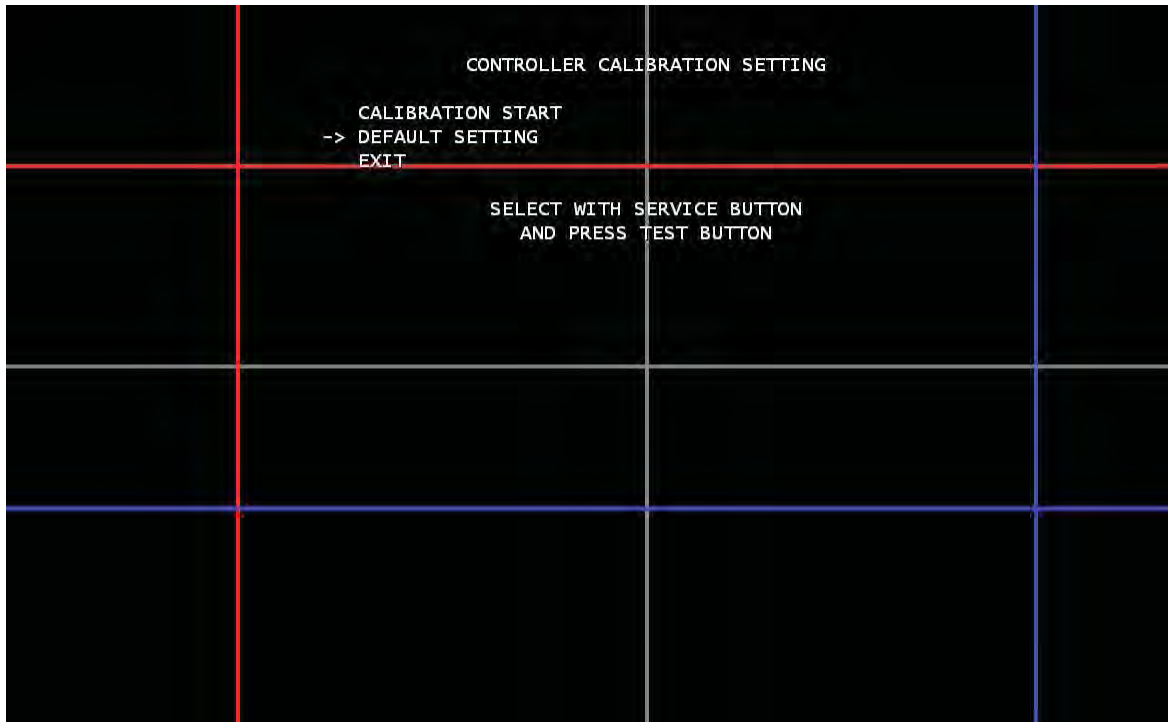 CONTROLLER CALIBRATION SETTING
CALIBRATION START
-> DEFAULT SETTING
EXIT
SELECT WITH SERVICE BUTTON
AND PRESS TEST BUTTON